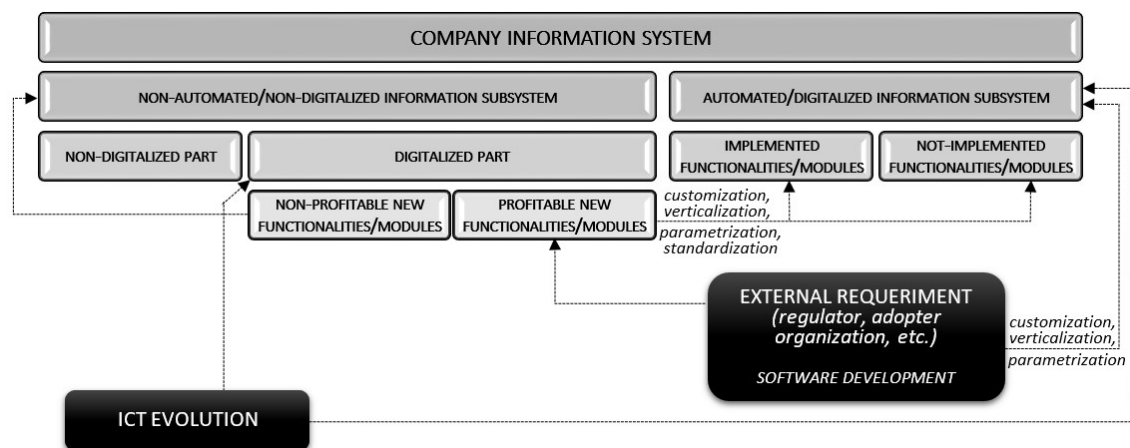 COMPANY INFORMATION SYSTEM
NON-AUTOMATED/NON-DIGITALIZED INFORMATION SUBSYSTEM
AUTOMATED/DIGITALIZED INFORMATION SUBSYSTEM
NON-DIGITALIZED PART
DIGITALIZED PART
IMPLEMENTED
FUNCTIONALITIES/MODULES
NOT-IMPLEMENTED
FUNCTIONALITIES/MODULES
NON-PROFITABLE NEW
FUNCTIONALITIES/MODULES
PROFITABLE NEW
FUNCTIONALITIES/MODULES
customization,
verticalization,
parametrization,
standardization
EXTERNAL REQUERIMENT
(regulator, adopter
organization, etc.)
SOFTWARE DEVELOPMENT
customization,
verticalization,
parametrization
ICT EVOLUTION